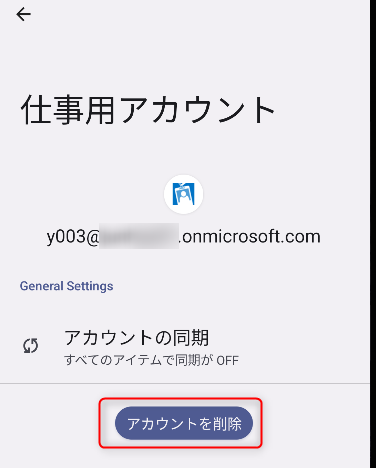 仕事用アカウント
y003@ .onmicrosoft.com
General Settings
アカウントの同期
すべてのアイテムで同期が OFF
アカウントを削除